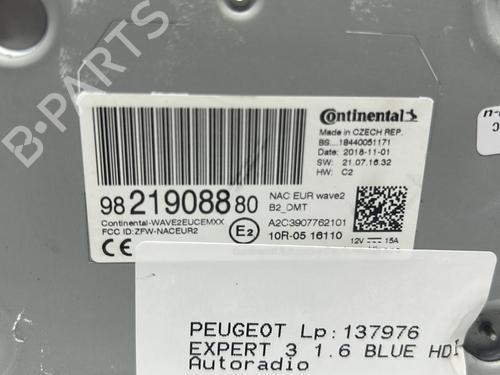 Continental
Made in CZECH REP.
BS....18440051171
Date: 2018-11-01
SW: 21.07.16.32
HW: C2
98 219088 80
NAC EUR wave2
B2_DMT
Continental-WAVE2EUCEMXX
FCC ID:ZFW-NACEUR2
A2C3907762101
CE
E2
10R-05 16110
12V 15A
PEUGEOT Lp:137976
EXPERT 3 1.6 BLUE HDI
Autoradio
B-PARTS